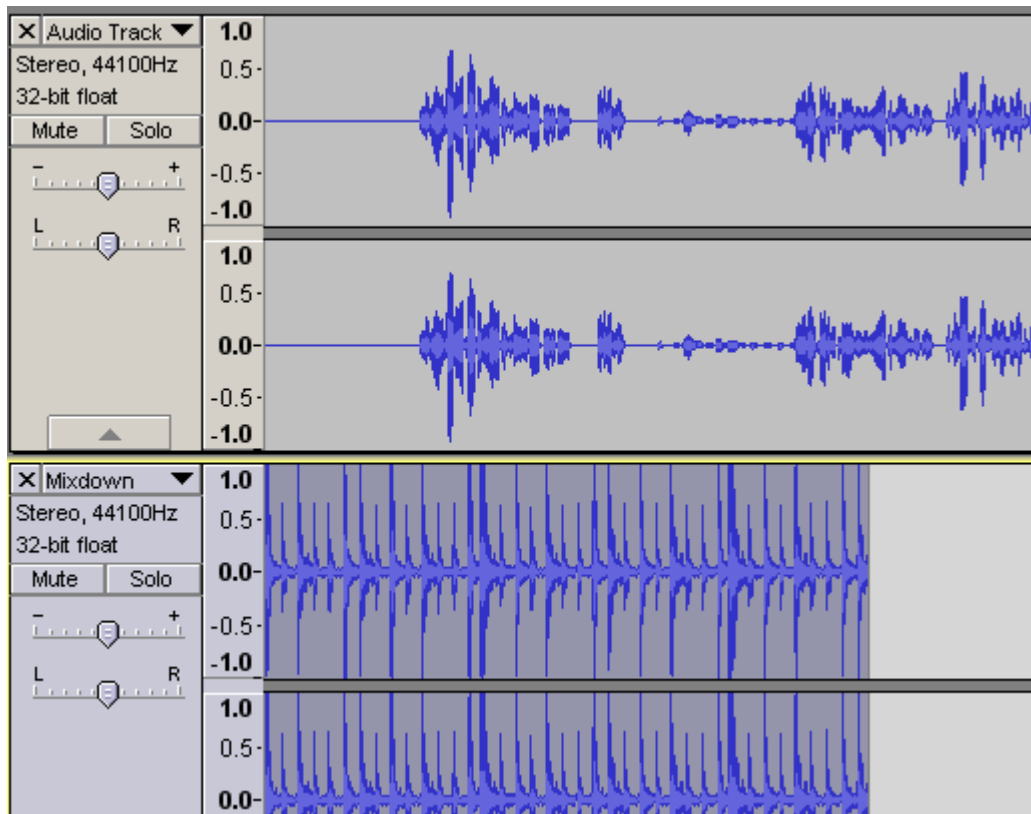 X Audio Track
Stereo, 44100Hz
32-bit float
Mute Solo
- +
L R
1.0
0.5-
0.0-
-0.5-
-1.0
1.0
0.5-
0.0-
-0.5-
-1.0
X Mixdown
Stereo, 44100Hz
32-bit float
Mute Solo
- +
L R
1.0
0.5-
0.0-
-0.5-
-1.0
1.0
0.5-
0.0-